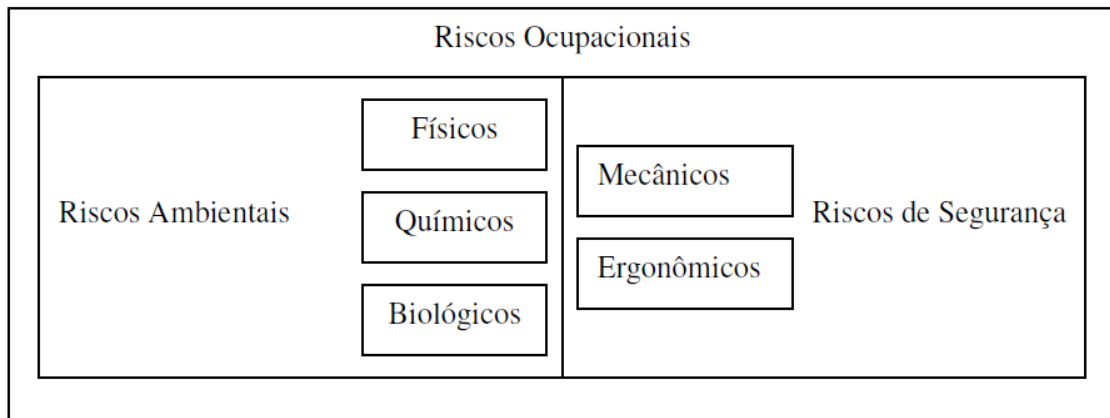 Riscos Ocupacionais
Riscos Ambientais
Físicos
Químicos
Biológicos
Mecânicos
Ergonômicos
Riscos de Segurança